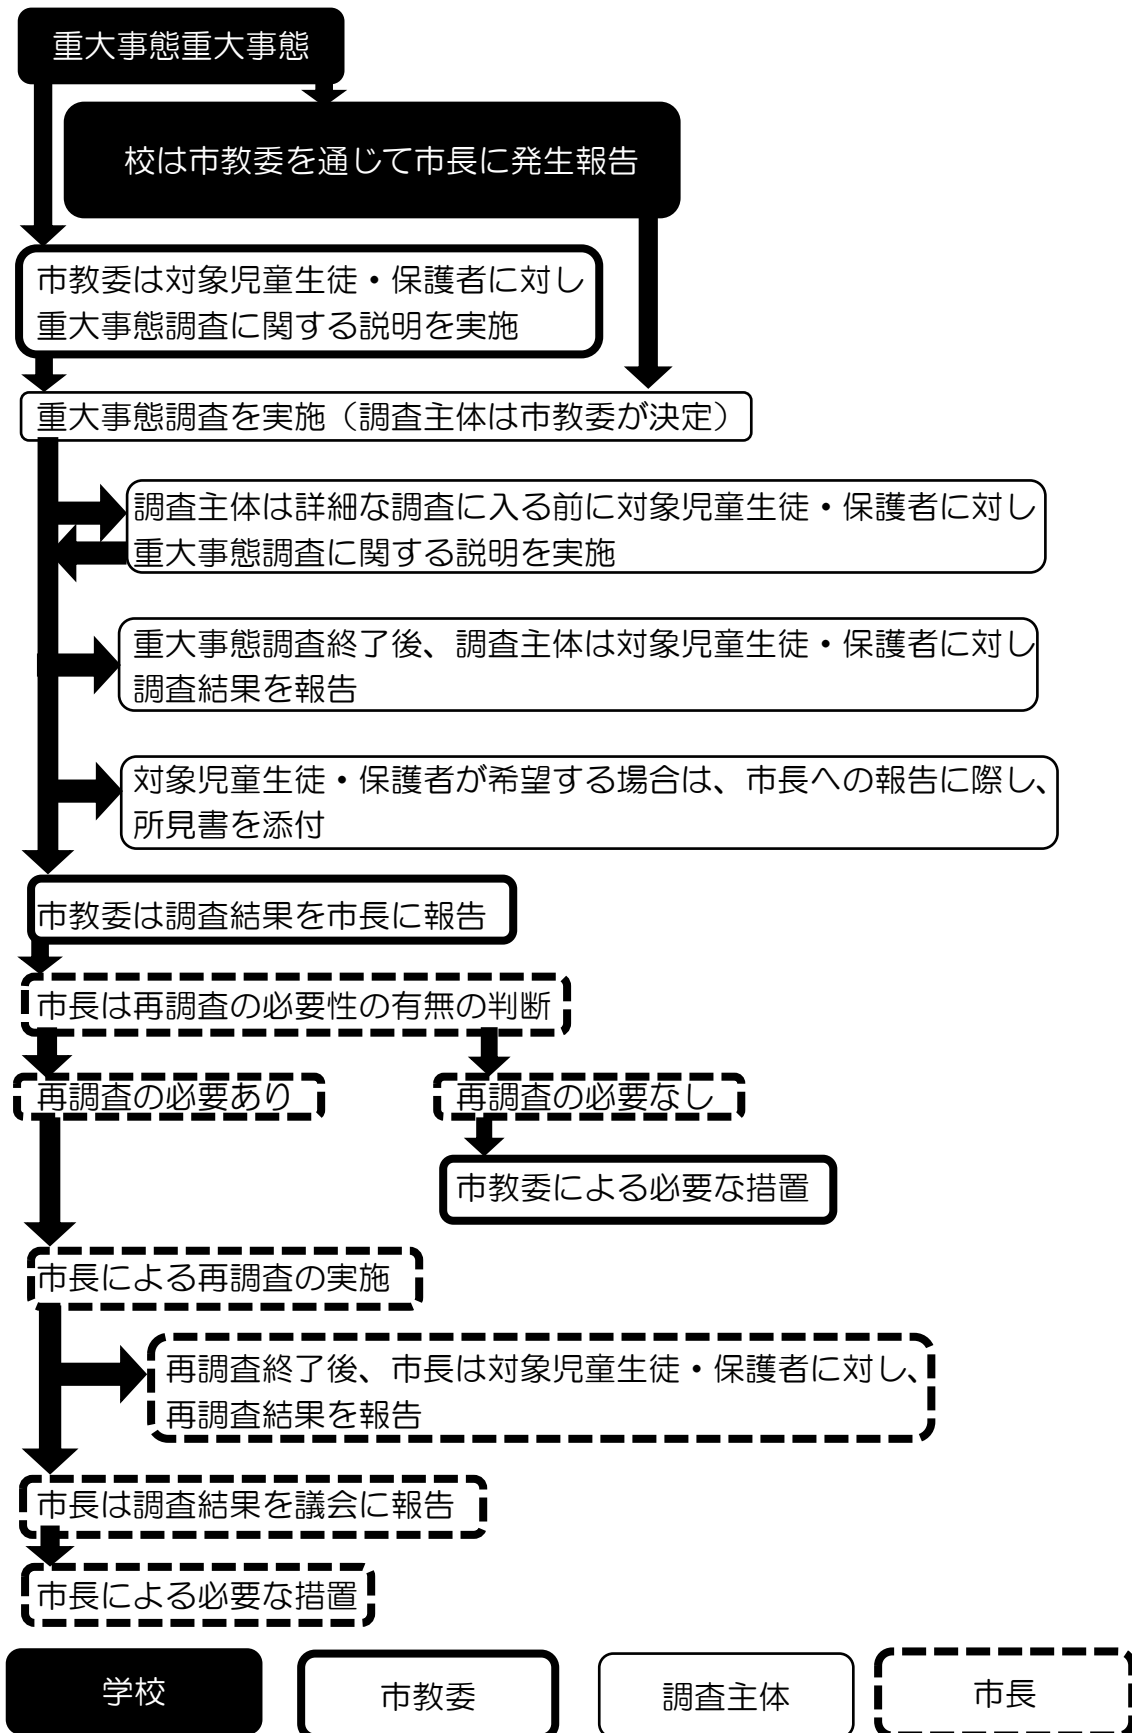 重大事態重大事態
校は市教委を通じて市長に発生報告
市教委は対象児童生徒・保護者に対し
重大事態調査に関する説明を実施
重大事態調査を実施（調査主体は市教委が決定）
調査主体は詳細な調査に入る前に対象児童生徒・保護者に対し
重大事態調査に関する説明を実施
重大事態調査終了後、調査主体は対象児童生徒・保護者に対し
調査結果を報告
対象児童生徒・保護者が希望する場合は、市長への報告に際し、
所見書を添付
市教委は調査結果を市長に報告
市長は再調査の必要性の有無の判断
再調査の必要あり
再調査の必要なし
市教委による必要な措置
市長による再調査の実施
再調査終了後、市長は対象児童生徒・保護者に対し、
再調査結果を報告
市長は調査結果を議会に報告
市長による必要な措置
学校
市教委
調査主体
市長